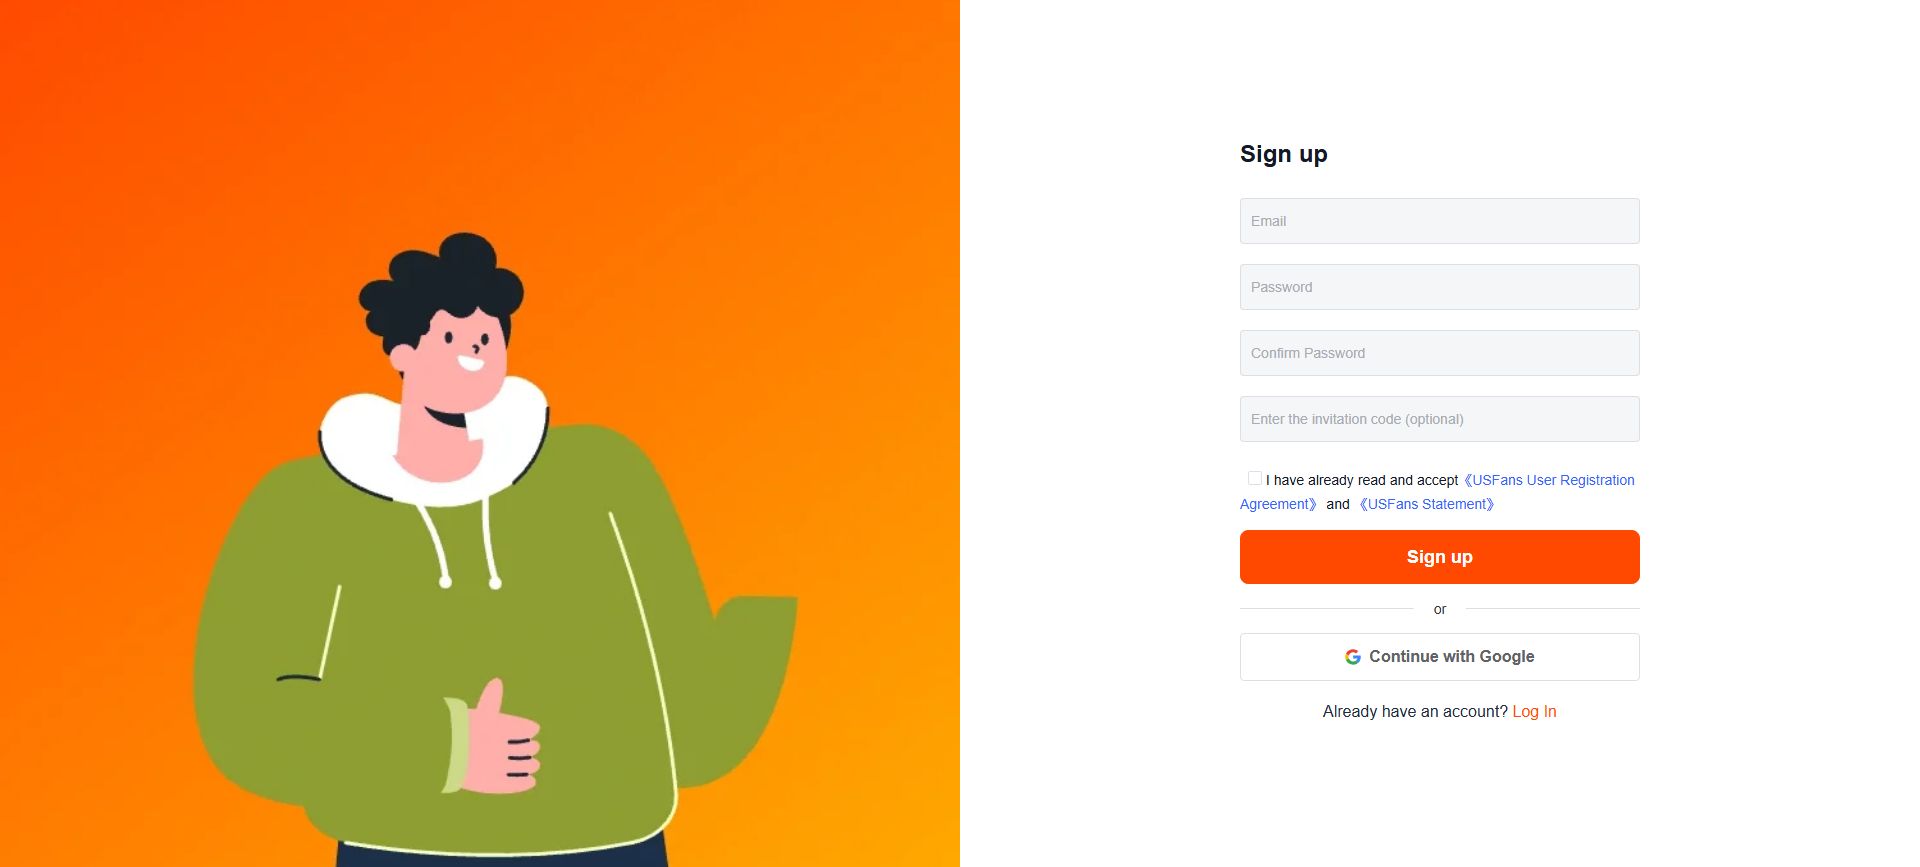 Sign up
Email
Password
Confirm Password
Enter the invitation code (optional)
I have already read and accept《USFans User Registration
Agreement》 and 《USFans Statement》
Sign up
or
Continue with Google
Already have an account? Log In